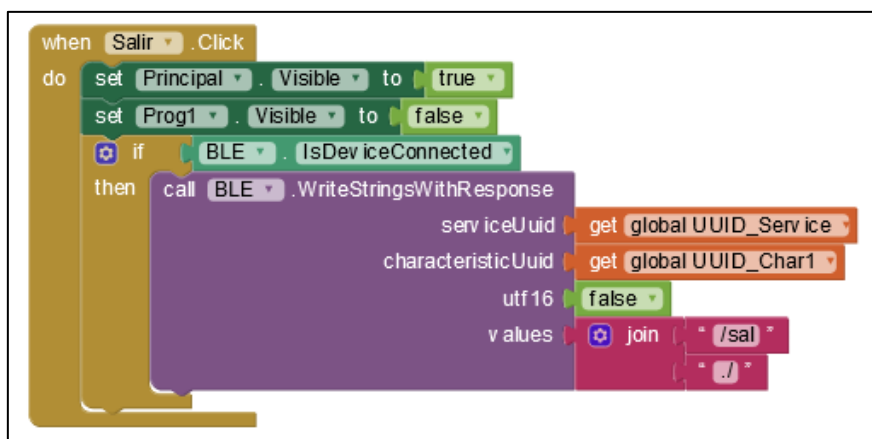 when Salir . Click
do set Principal . Visible to true
set Prog1 . Visible to false
if BLE . IsDeviceConnected
then call BLE .WriteStringsWithResponse
serviceUuid get global UUID_Service
characteristicUuid get global UUID_Char1
utf16 false
values join “ /sal ”
“ ./ ”